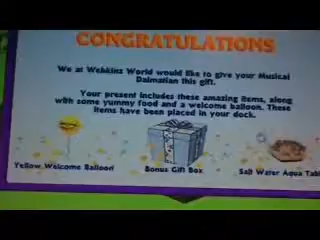 CONGRATULATIONS
We at Webkinz World would like to give your Musical
Dalmatian this gift.
Your present includes these amazing items, along
with some yummy food and a welcome balloon. These
items have been placed in your dock.
Yellow Welcome Balloon
Bonus Gift Box
Salt Water Aqua Tabl